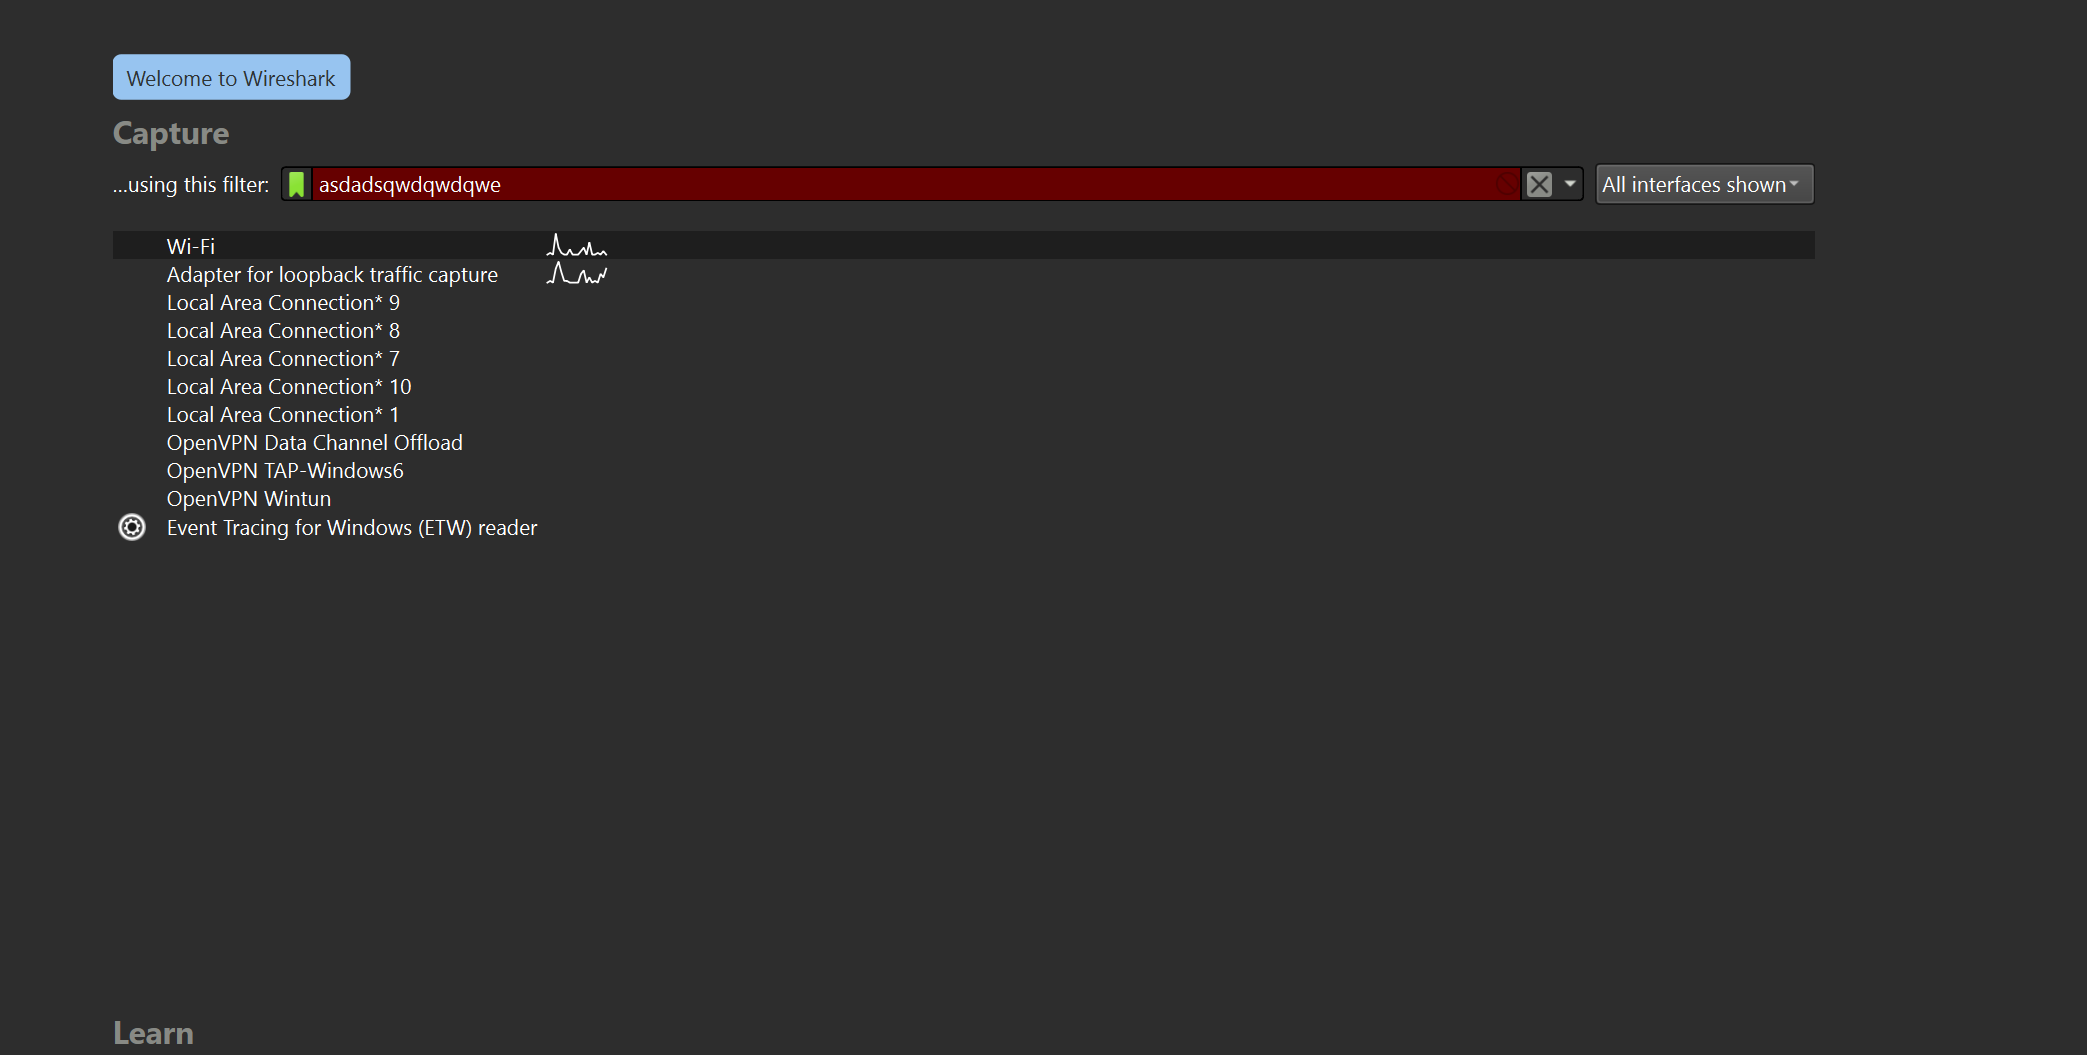 Welcome to Wireshark
Capture
...using this filter: asdadsqwdqwdqwe All interfaces shown
Wi-Fi
Adapter for loopback traffic capture
Local Area Connection* 9
Local Area Connection* 8
Local Area Connection* 7
Local Area Connection* 10
Local Area Connection* 1
OpenVPN Data Channel Offload
OpenVPN TAP-Windows6
OpenVPN Wintun
Event Tracing for Windows (ETW) reader
Learn